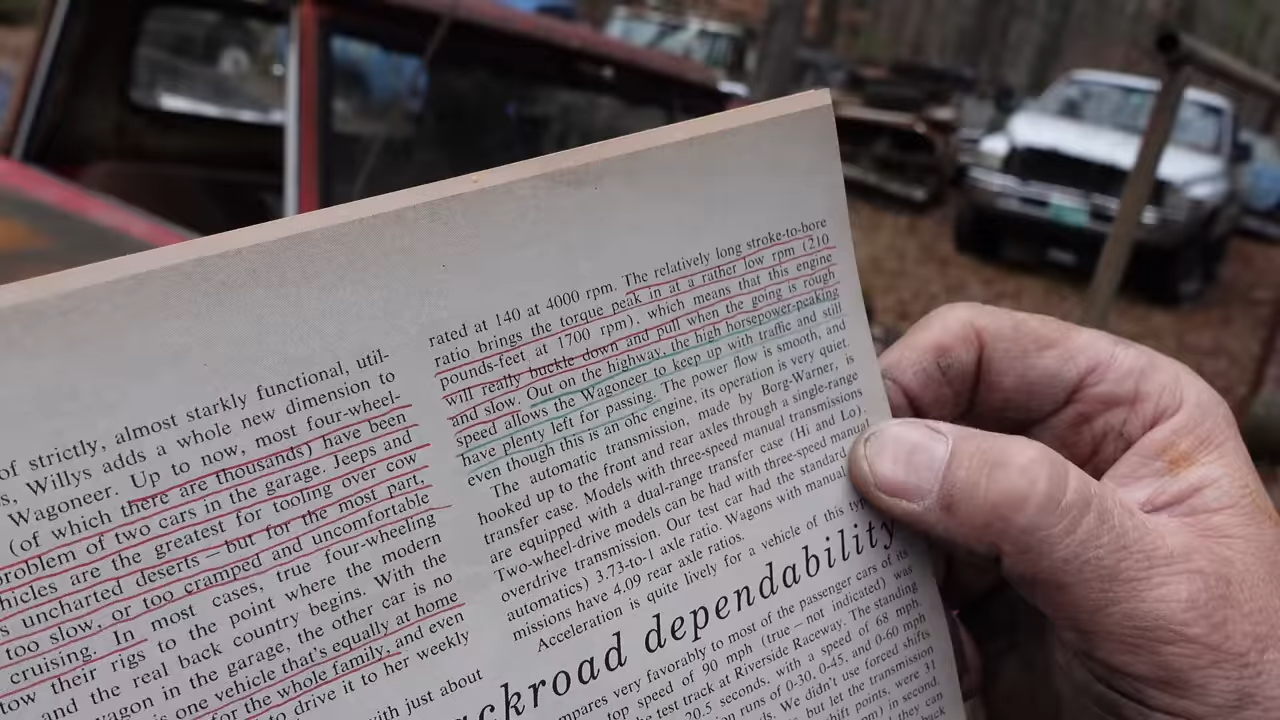 of strictly, almost starkly functional, util-
s, Willys adds a whole new dimension to
Wagoneer. Up to now, most four-wheel-
(of which there are thousands) have been
problem of two cars in the garage. Jeeps and
hicles are the greatest for tooling over cow
s uncharted deserts — but for the most part,
too slow, or too cramped and uncomfortable
cruising. In most cases, true four-wheeling
tow their rigs to the point where the modern
and the real back country begins. With the
wagon in the garage, the other car is no
is one vehicle that's equally at home
for the whole family, and even
to drive it to her weekly
with just about
rated at 140 at 4000 rpm. The relatively long stroke-to-bore
ratio brings the torque peak in at a rather low rpm (210
pounds-feet at 1700 rpm), which means that this engine
will really buckle down and pull when the going is rough
and slow. Out on the highway, the high horsepower-peaking
speed allows the Wagoneer to keep up with traffic and still
have plenty left for passing. The power flow is smooth, and
even though this is an ohc engine, its operation is very quiet.
The automatic transmission, made by Borg-Warner, is
hooked up to the front and rear axles through a single-range
transfer case. Models with three-speed manual transmissions
are equipped with a dual-range transfer case (Hi and Lo).
Two-wheel-drive models can be had with three-speed manual
overdrive transmission. Our test car had the standard
automatics) 3.73-to-1 axle ratio. Wagons with manual
missions have 4.09 rear axle ratios.
Acceleration is quite lively for a vehicle of this typ
ckroad dependability
mpares very favorably to most of the passenger cars of its
top speed of 90 mph (true — not indicated) was
the test track at Riverside Raceway. The standing
20.5 seconds, with a speed of 68 mph.
on runs of 0-30, 0-45, and 0-60 mph
ds. We didn't use forced shifts
but let the transmission
shift points, were 31
pm) in second
they can
back